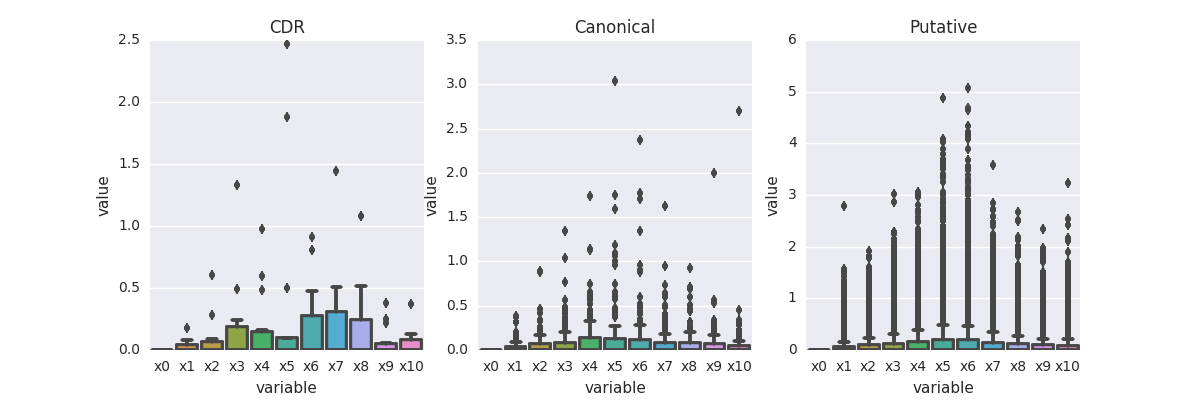 CDR
2.5
2.0
1.5
1.0
0.5
0.0
value
x0 x1 x2 x3 x4 x5 x6 x7 x8 x9 x10
variable
Canonical
3.5
3.0
2.5
2.0
1.5
1.0
0.5
0.0
value
x0 x1 x2 x3 x4 x5 x6 x7 x8 x9 x10
variable
Putative
6
5
4
3
2
1
0
value
x0 x1 x2 x3 x4 x5 x6 x7 x8 x9 x10
variable